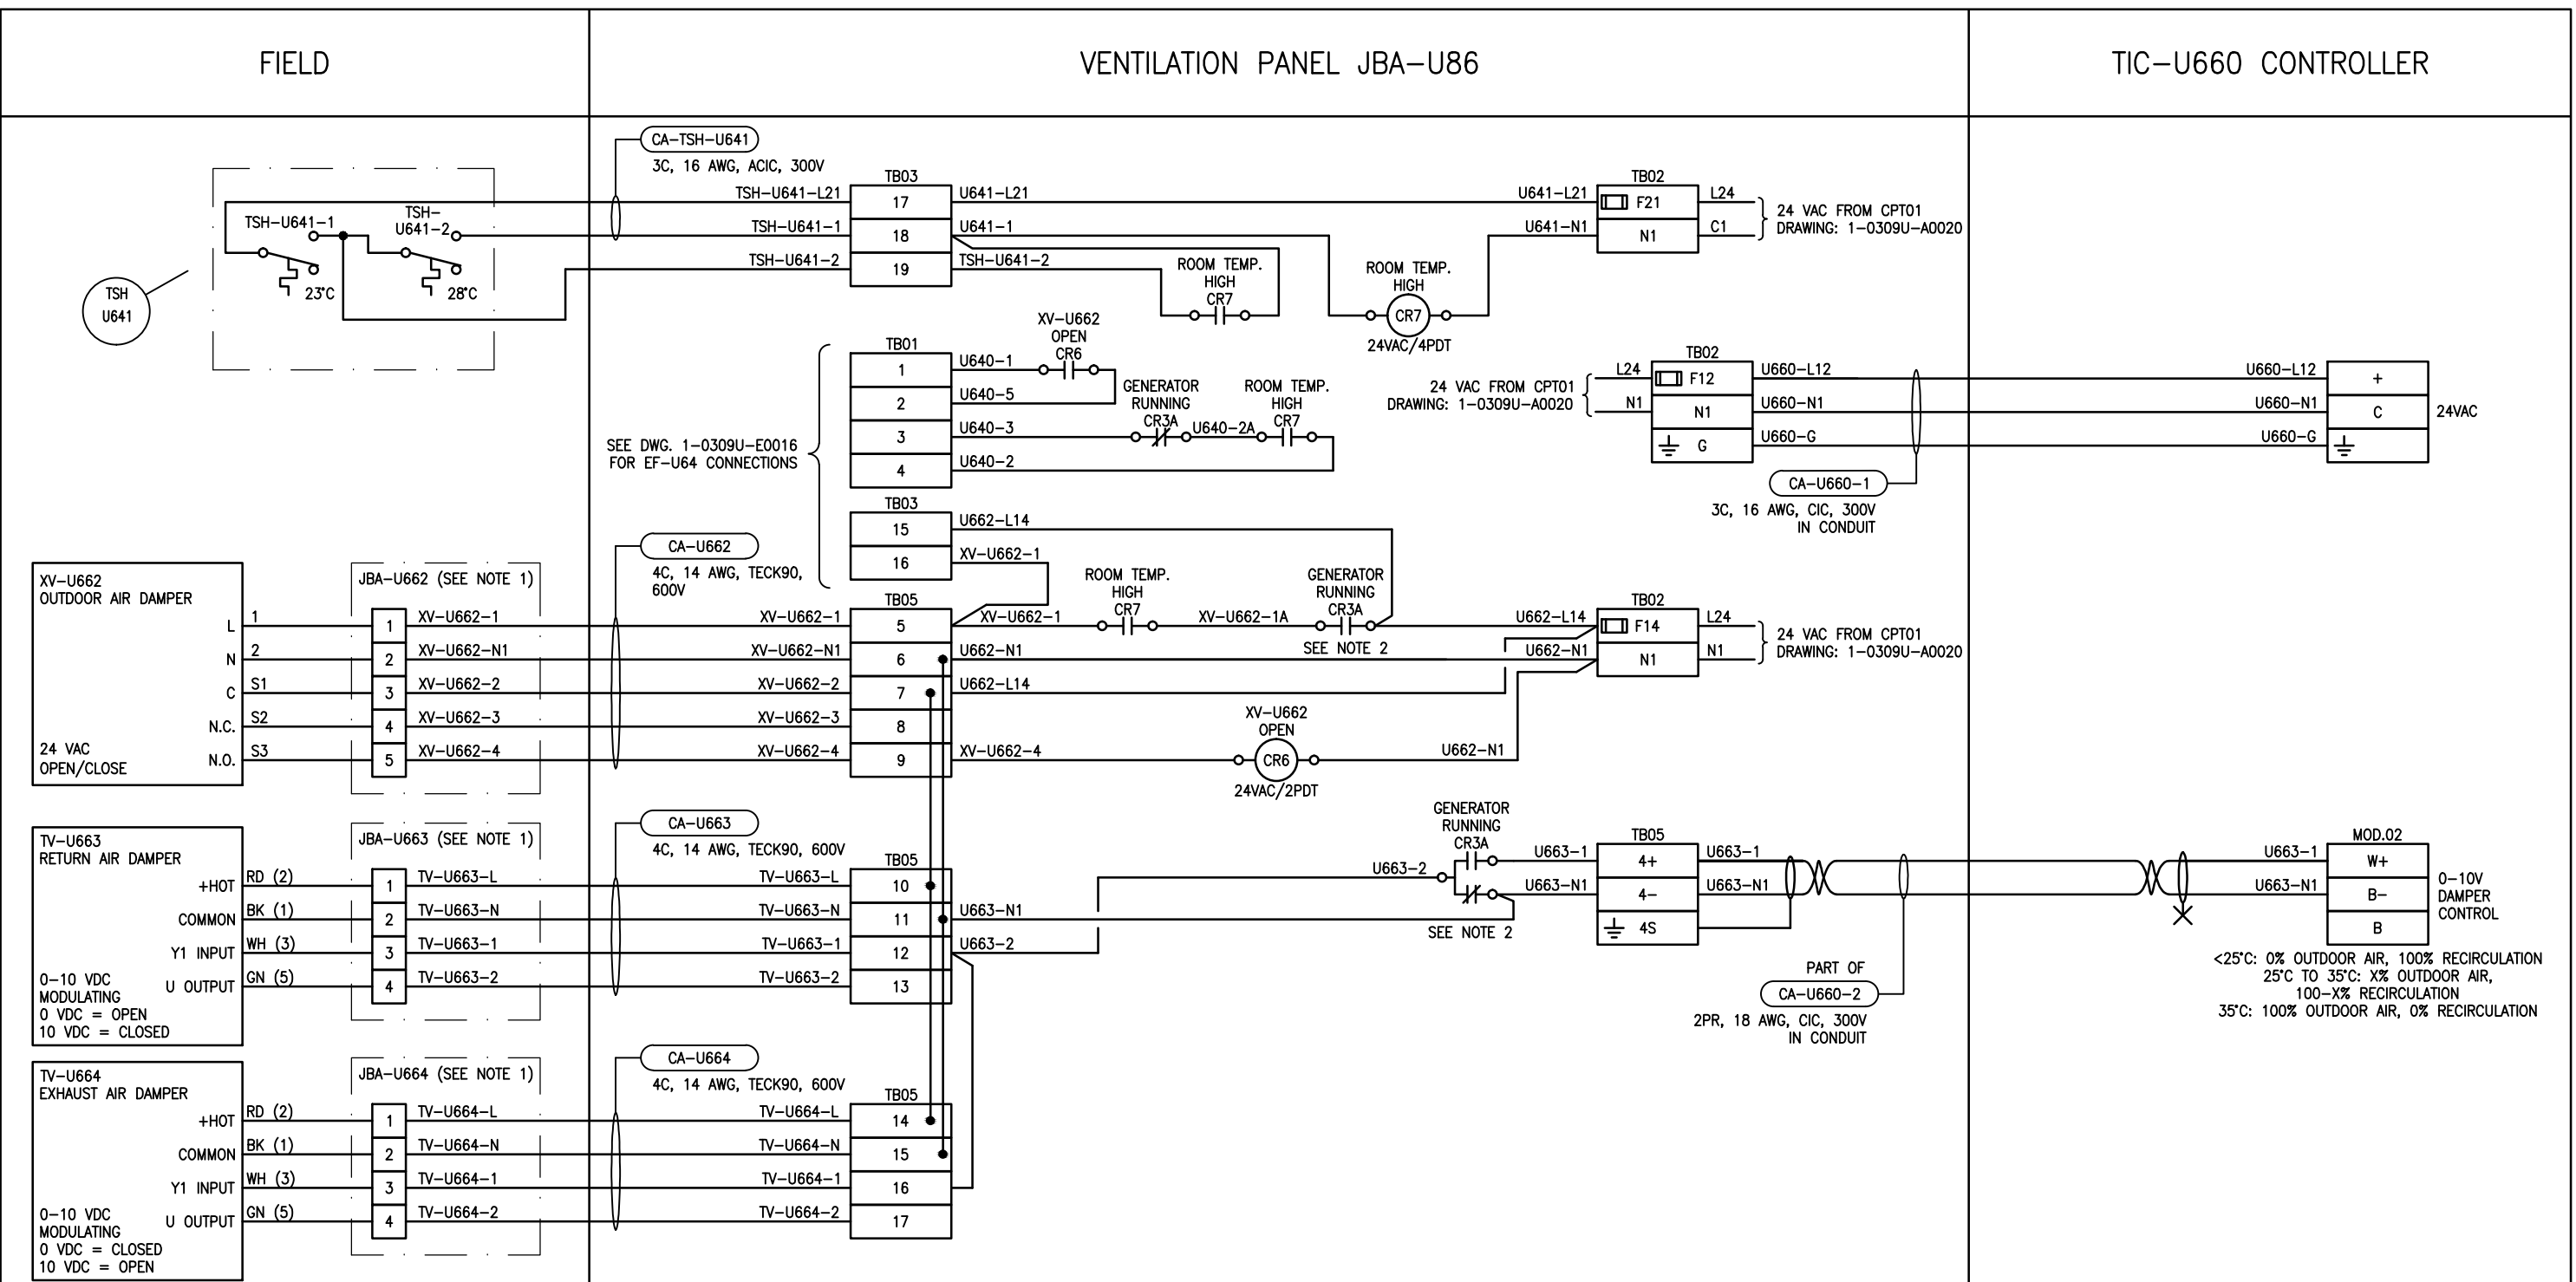 FIELD
VENTILATION PANEL JBA-U86
TIC-U660 CONTROLLER
CA-TSH-U641
3C, 16 AWG, ACIC, 300V
TSH
U641
TSH-U641-1
TSH-
U641-2
23°C
28°C
TSH-U641-L21
TSH-U641-1
TSH-U641-2
TB03
17
18
19
U641-L21
U641-1
TSH-U641-2
ROOM TEMP.
HIGH
CR7
ROOM TEMP.
HIGH
CR7
24VAC/4PDT
U641-L21
U641-N1
TB02
F21
N1
L24
C1
24 VAC FROM CPT01
DRAWING: 1-0309U-A0020
SEE DWG. 1-0309U-E0016
FOR EF-U64 CONNECTIONS
TB01
1
2
3
4
U640-1
U640-5
U640-3
U640-2
XV-U662
OPEN
CR6
GENERATOR
RUNNING
CR3A
U640-2A
ROOM TEMP.
HIGH
CR7
24 VAC FROM CPT01
DRAWING: 1-0309U-A0020
L24
N1
TB02
F12
N1
G
U660-L12
U660-N1
U660-G
CA-U660-1
3C, 16 AWG, CIC, 300V
IN CONDUIT
U660-L12
U660-N1
U660-G
+
C
24VAC
TB03
15
16
U662-L14
XV-U662-1
XV-U662
OUTDOOR AIR DAMPER
L
N
C
N.C.
N.O.
24 VAC
OPEN/CLOSE
1
2
S1
S2
S3
JBA-U662 (SEE NOTE 1)
1
2
3
4
5
XV-U662-1
XV-U662-N1
XV-U662-2
XV-U662-3
XV-U662-4
CA-U662
4C, 14 AWG, TECK90,
600V
XV-U662-1
XV-U662-N1
XV-U662-2
XV-U662-3
XV-U662-4
TB05
5
6
7
8
9
XV-U662-1
U662-N1
U662-L14
XV-U662-4
ROOM TEMP.
HIGH
CR7
XV-U662-1A
GENERATOR
RUNNING
CR3A
SEE NOTE 2
XV-U662
OPEN
CR6
24VAC/2PDT
U662-N1
U662-L14
U662-N1
TB02
F14
N1
L24
N1
24 VAC FROM CPT01
DRAWING: 1-0309U-A0020
TV-U663
RETURN AIR DAMPER
+HOT
COMMON
Y1 INPUT
U OUTPUT
0-10 VDC
MODULATING
0 VDC = OPEN
10 VDC = CLOSED
RD (2)
BK (1)
WH (3)
GN (5)
JBA-U663 (SEE NOTE 1)
1
2
3
4
TV-U663-L
TV-U663-N
TV-U663-1
TV-U663-2
CA-U663
4C, 14 AWG, TECK90, 600V
TV-U663-L
TV-U663-N
TV-U663-1
TV-U663-2
TB05
10
11
12
13
U663-N1
U663-2
U663-2
GENERATOR
RUNNING
CR3A
SEE NOTE 2
U663-1
U663-N1
TB05
4+
4-
4S
U663-1
U663-N1
PART OF
CA-U660-2
2PR, 18 AWG, CIC, 300V
IN CONDUIT
U663-1
U663-N1
MOD.02
W+
B-
B
0-10V
DAMPER
CONTROL
<25°C: 0% OUTDOOR AIR, 100% RECIRCULATION
25°C TO 35°C: X% OUTDOOR AIR,
100-X% RECIRCULATION
35°C: 100% OUTDOOR AIR, 0% RECIRCULATION
TV-U664
EXHAUST AIR DAMPER
+HOT
COMMON
Y1 INPUT
U OUTPUT
0-10 VDC
MODULATING
0 VDC = CLOSED
10 VDC = OPEN
RD (2)
BK (1)
WH (3)
GN (5)
JBA-U664 (SEE NOTE 1)
1
2
3
4
TV-U664-L
TV-U664-N
TV-U664-1
TV-U664-2
CA-U664
4C, 14 AWG, TECK90, 600V
TV-U664-L
TV-U664-N
TV-U664-1
TV-U664-2
TB05
14
15
16
17